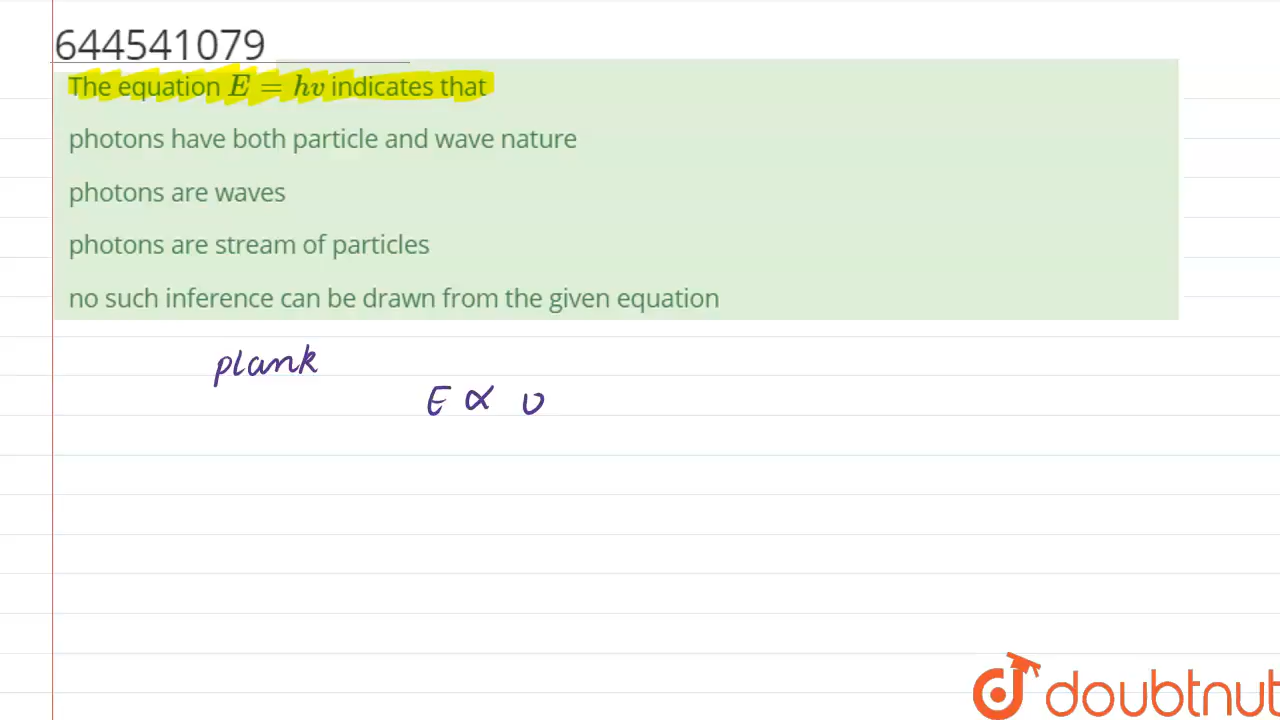 644541079
The equation E = hυ indicates that
photons have both particle and wave nature
photons are waves
photons are stream of particles
no such inference can be drawn from the given equation
plank
E ∝ υ
doubtnut